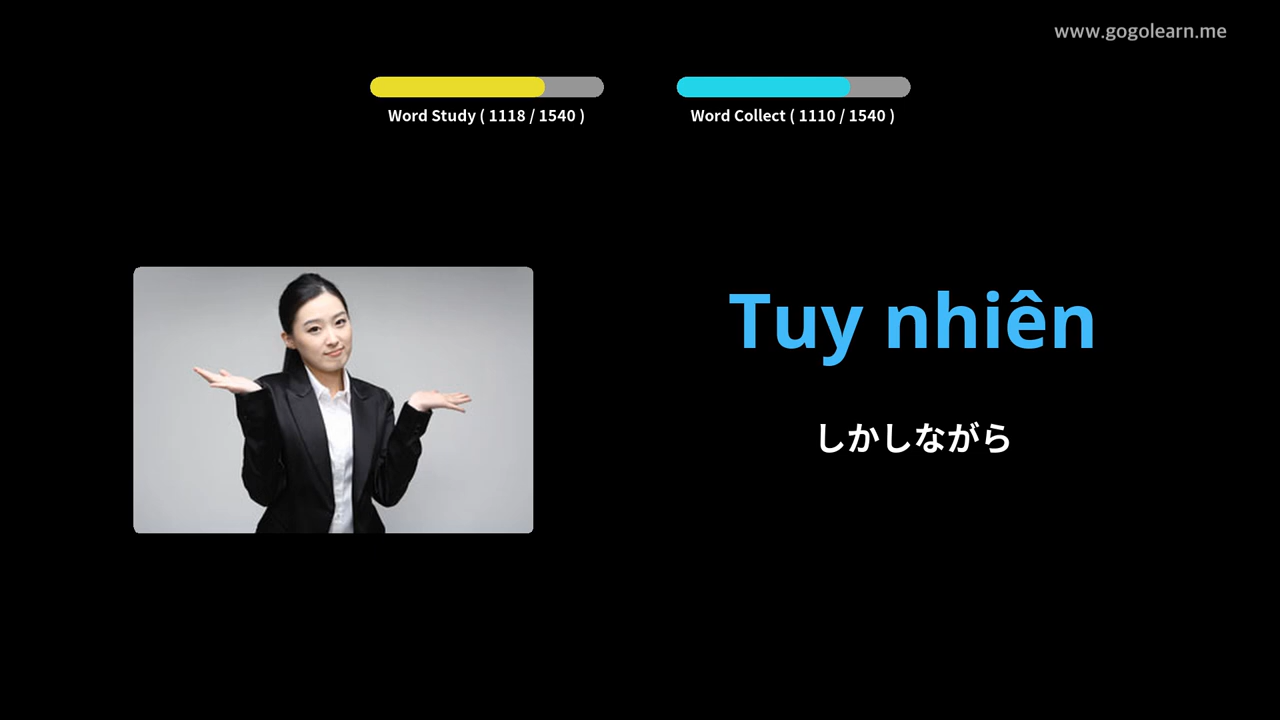 www.gogolearn.me
Word Study ( 1118 / 1540 )
Word Collect ( 1110 / 1540 )
Tuy nhiên
しかしながら